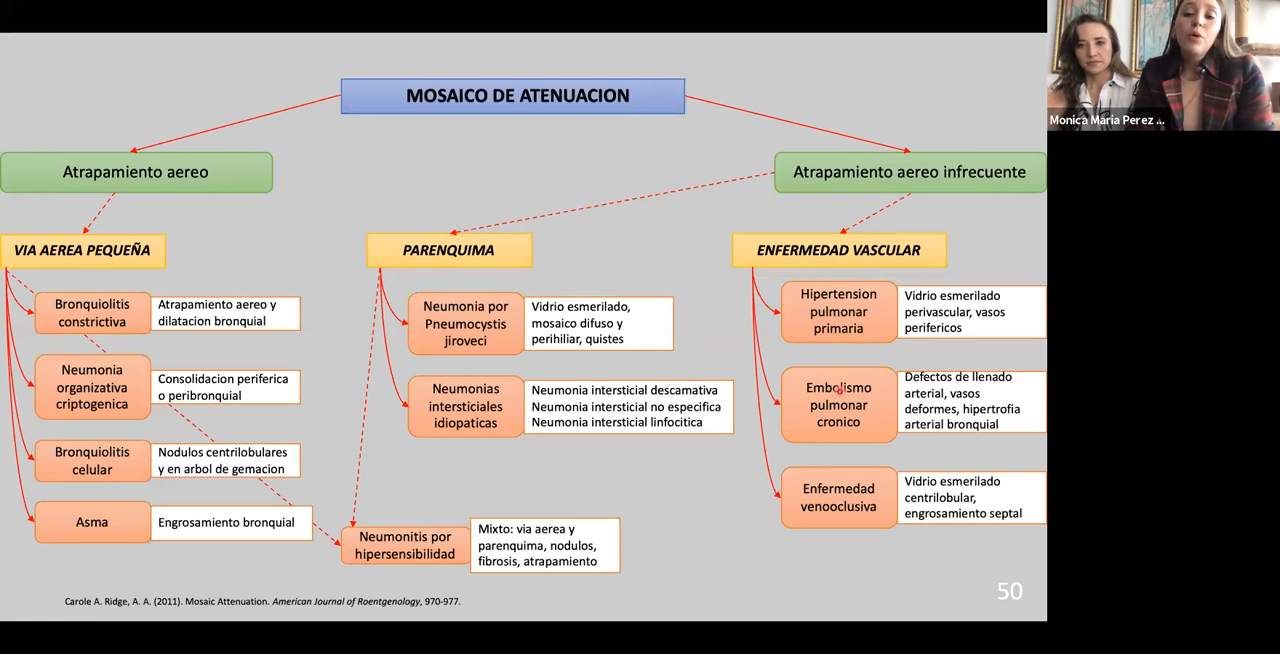 MOSAICO DE ATENUACION
Monica Maria Perez ...
Atrapamiento aereo
Atrapamiento aereo infrecuente
VIA AEREA PEQUEÑA
PARENQUIMA
ENFERMEDAD VASCULAR
Bronquiolitis
constrictiva
Atrapamiento aereo y
dilatacion bronquial
Neumonia
organizativa
criptogenica
Consolidacion periferica
o peribronquial
Bronquiolitis
celular
Nodulos centrilobulares
y en arbol de gemacion
Asma
Engrosamiento bronquial
Neumonia por
Pneumocystis
jiroveci
Vidrio esmerilado,
mosaico difuso y
perihiliar, quistes
Neumonias
intersticiales
idiopaticas
Neumonia intersticial descamativa
Neumonia intersticial no especifica
Neumonia intersticial linfocitica
Neumonitis por
hipersensibilidad
Mixto: via aerea y
parenquima, nodulos,
fibrosis, atrapamiento
Hipertension
pulmonar
primaria
Vidrio esmerilado
perivascular, vasos
perifericos
Embolismo
pulmonar
cronico
Defectos de llenado
arterial, vasos
deformes, hipertrofia
arterial bronquial
Enfermedad
venooclusiva
Vidrio esmerilado
centrilobular,
engrosamiento septal
Carole A. Ridge, A. A. (2011). Mosaic Attenuation. American Journal of Roentgenology, 970-977.
50